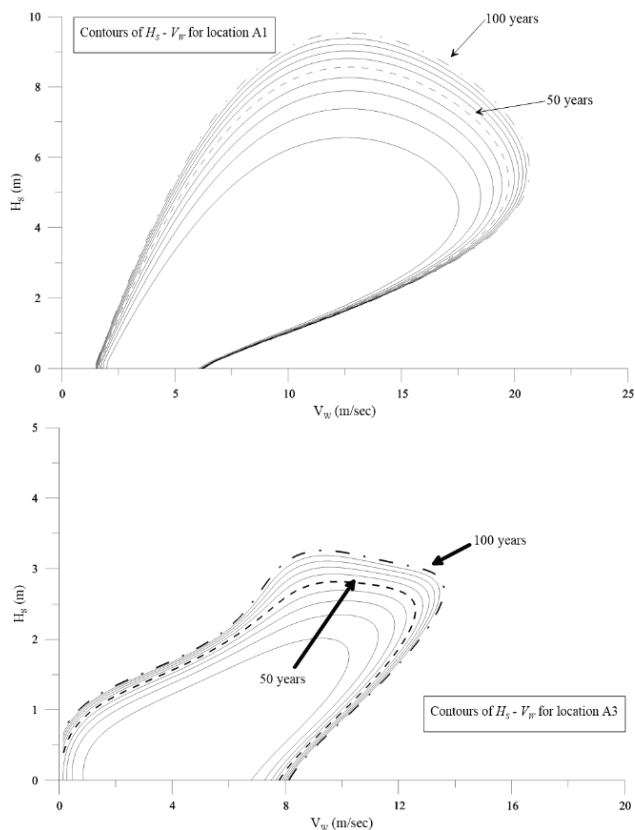 10
Contours of HS - VW for location A1
100 years
8
50 years
6
HS (m)
4
2
0
0 5 10 15 20 25
VW (m/sec)
5
4
100 years
3
HS (m)
2
50 years
1
Contours of HS - VW for location A3
0
0 4 8 12 16 20
VW (m/sec)